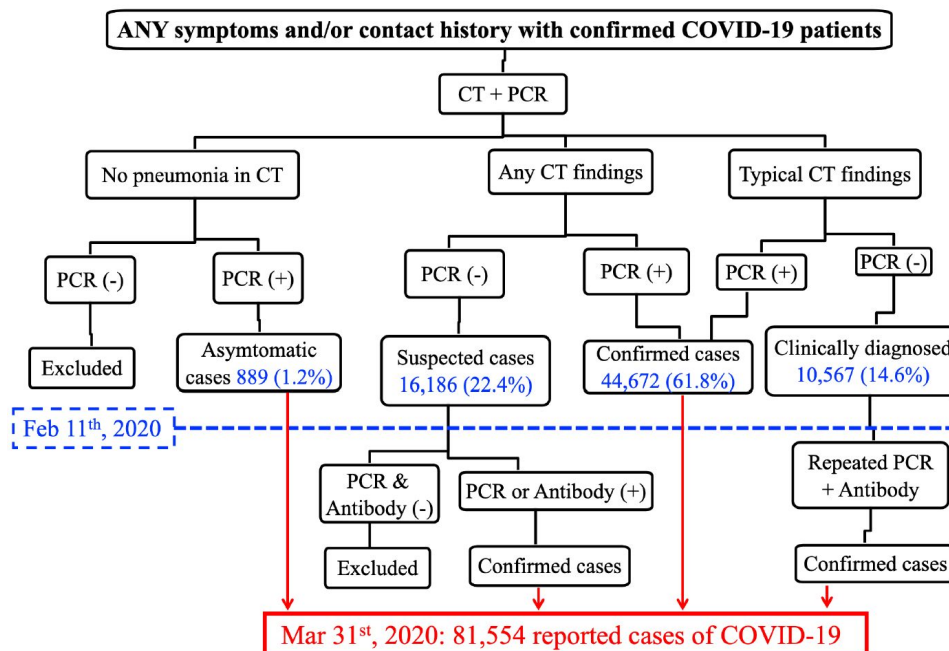 ANY symptoms and/or contact history with confirmed COVID-19 patients
CT + PCR
No pneumonia in CT
Any CT findings
Typical CT findings
PCR (-)
PCR (+)
PCR (-)
PCR (+)
PCR (+)
PCR (-)
Excluded
Asymtomatic
cases 889 (1.2%)
Suspected cases
16,186 (22.4%)
Confirmed cases
44,672 (61.8%)
Clinically diagnosed
10,567 (14.6%)
Feb 11th, 2020
PCR &
Antibody (-)
PCR or Antibody (+)
Repeated PCR
+ Antibody
Excluded
Confirmed cases
Confirmed cases
Mar 31st, 2020: 81,554 reported cases of COVID-19